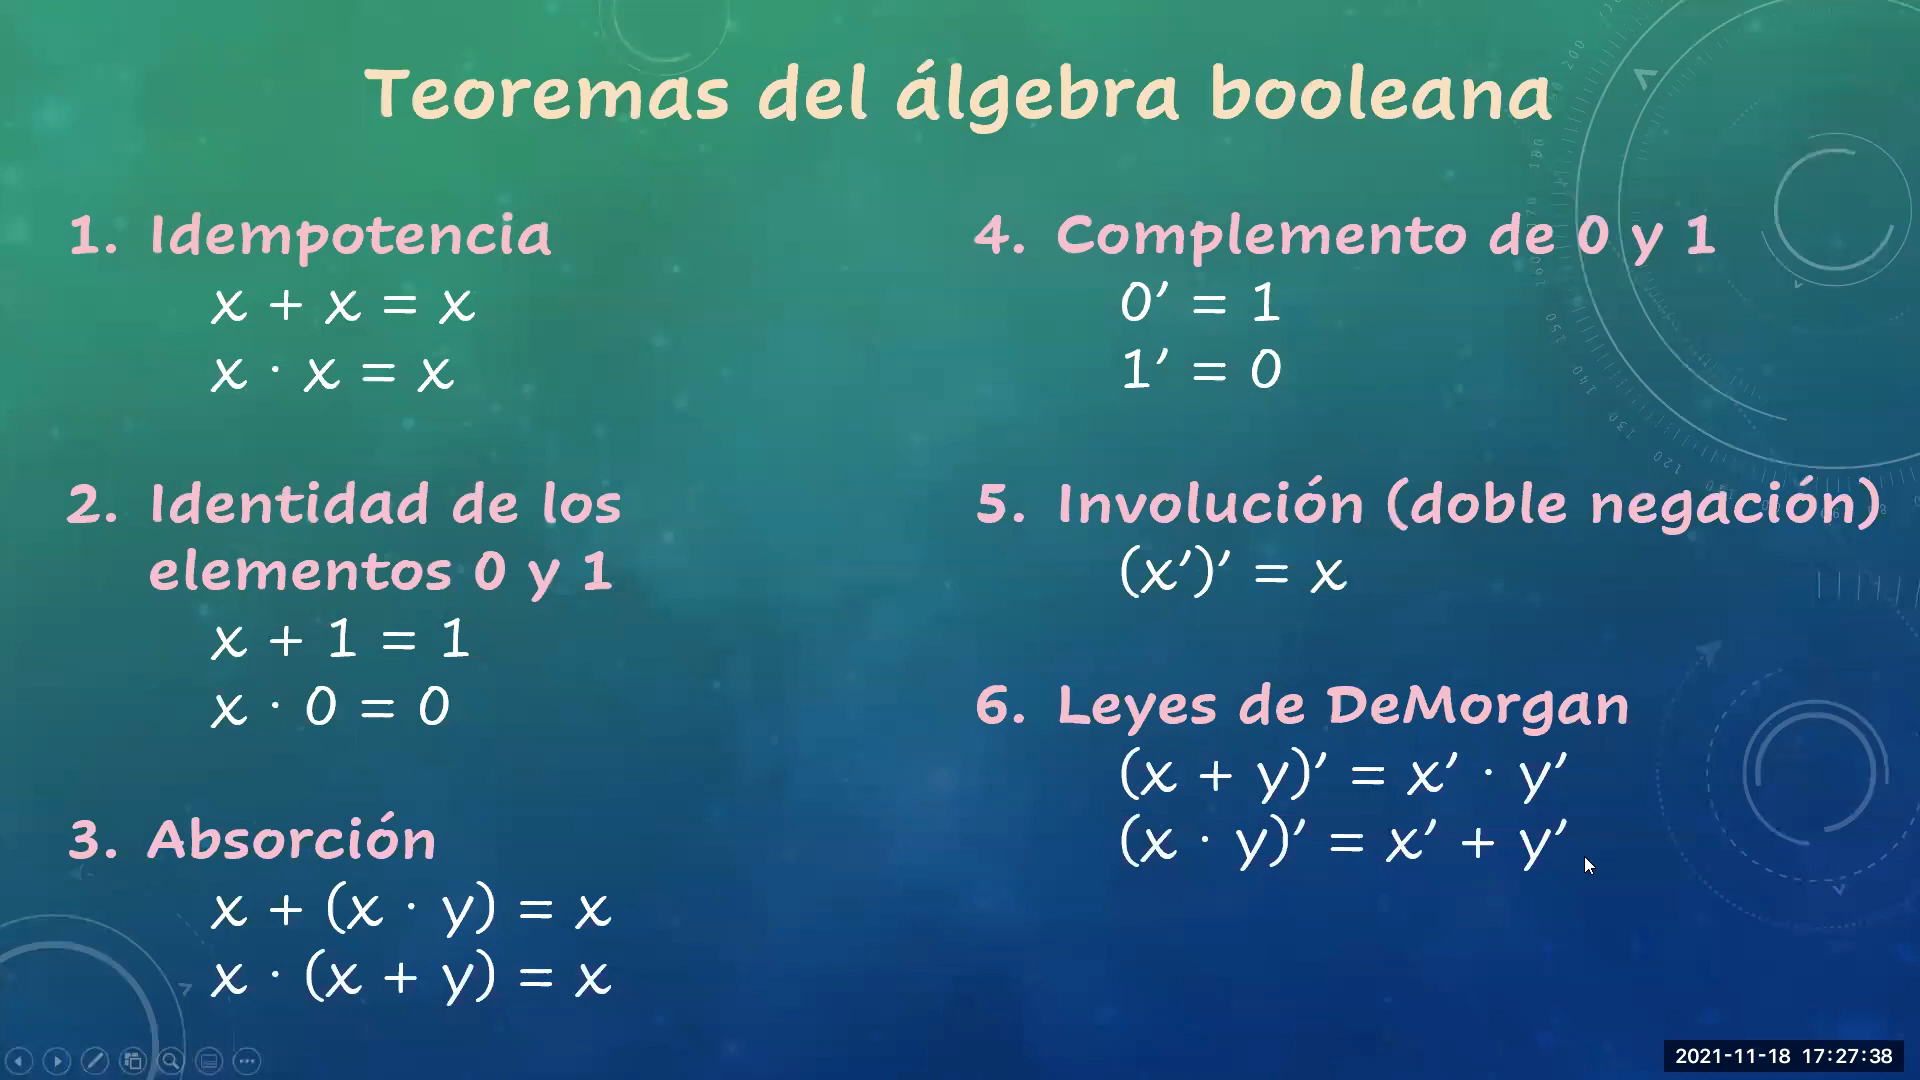 Teoremas del álgebra booleana
1. Idempotencia
x + x = x
x · x = x
2. Identidad de los
elementos 0 y 1
x + 1 = 1
x · 0 = 0
3. Absorción
x + (x · y) = x
x · (x + y) = x
4. Complemento de 0 y 1
0′ = 1
1′ = 0
5. Involución (doble negación)
(x′)′ = x
6. Leyes de DeMorgan
(x + y)′ = x′ · y′
(x · y)′ = x′ + y′
2021-11-18 17:27:38